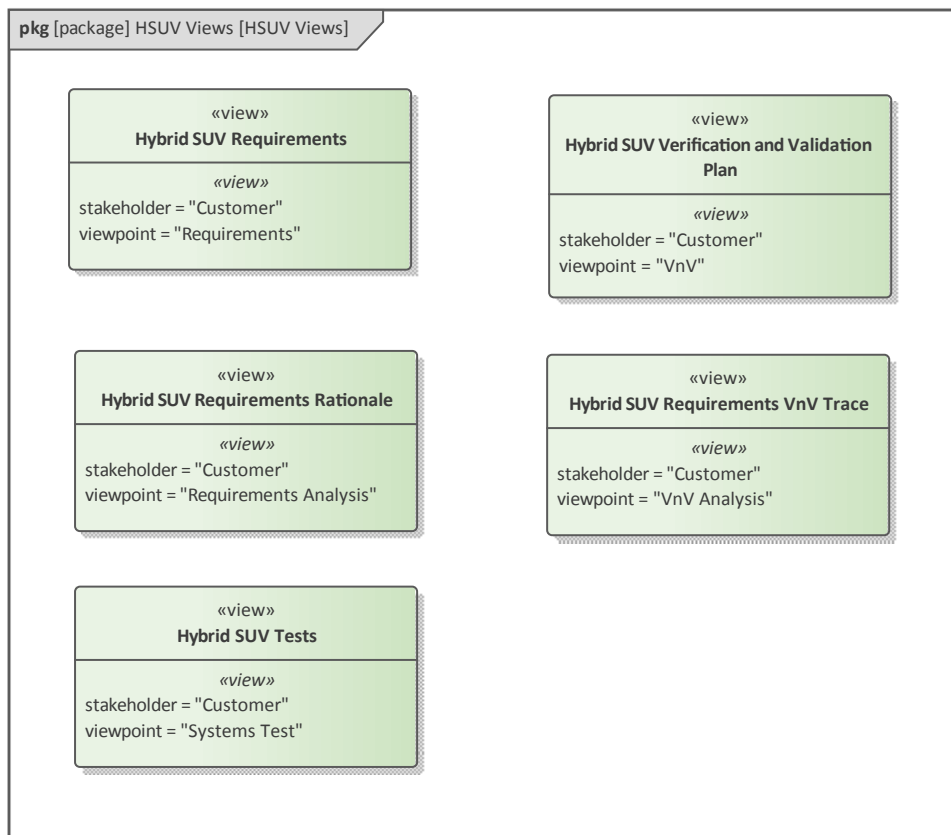 pkg [package] HSUV Views [HSUV Views]
«view»
Hybrid SUV Requirements
«view»
stakeholder = "Customer"
viewpoint = "Requirements"
«view»
Hybrid SUV Verification and Validation
Plan
«view»
stakeholder = "Customer"
viewpoint = "VnV"
«view»
Hybrid SUV Requirements Rationale
«view»
stakeholder = "Customer"
viewpoint = "Requirements Analysis"
«view»
Hybrid SUV Requirements VnV Trace
«view»
stakeholder = "Customer"
viewpoint = "VnV Analysis"
«view»
Hybrid SUV Tests
«view»
stakeholder = "Customer"
viewpoint = "Systems Test"